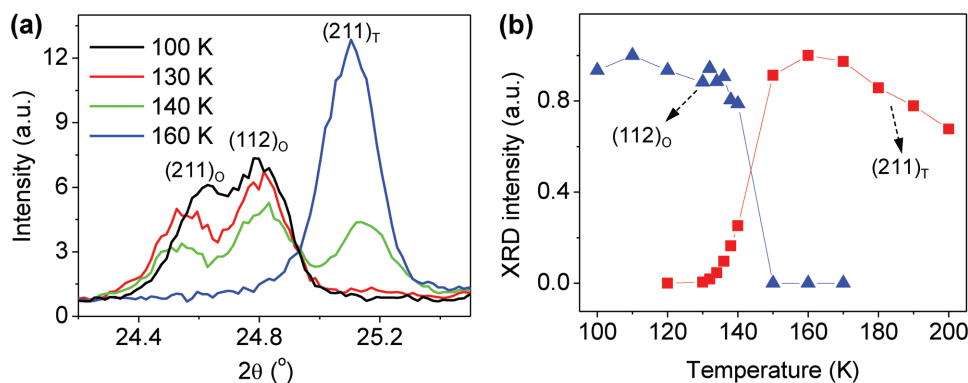 (a)
Intensity (a.u.)
12
9
6
3
0
24.4
24.8
25.2
2θ (°)
100 K
130 K
140 K
160 K
(211)O
(112)O
(211)T
(b)
XRD intensity (a.u.)
0.8
0.4
0.0
100
120
140
160
180
200
Temperature (K)
(112)O
(211)T